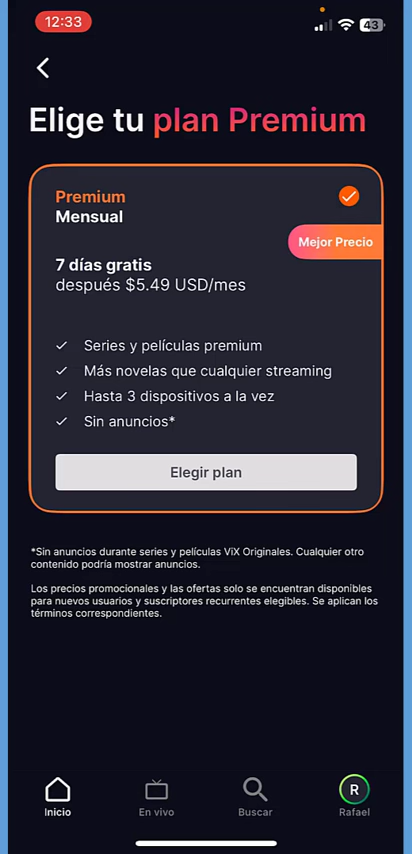 12:33
43
Elige tu plan Premium
Premium
Mensual
Mejor Precio
7 días gratis
después $5.49 USD/mes
Series y películas premium
Más novelas que cualquier streaming
Hasta 3 dispositivos a la vez
Sin anuncios*
Elegir plan
*Sin anuncios durante series y películas ViX Originales. Cualquier otro
contenido podría mostrar anuncios.
Los precios promocionales y las ofertas solo se encuentran disponibles
para nuevos usuarios y suscriptores recurrentes elegibles. Se aplican los
términos correspondientes.
R
Inicio
En vivo
Buscar
Rafael